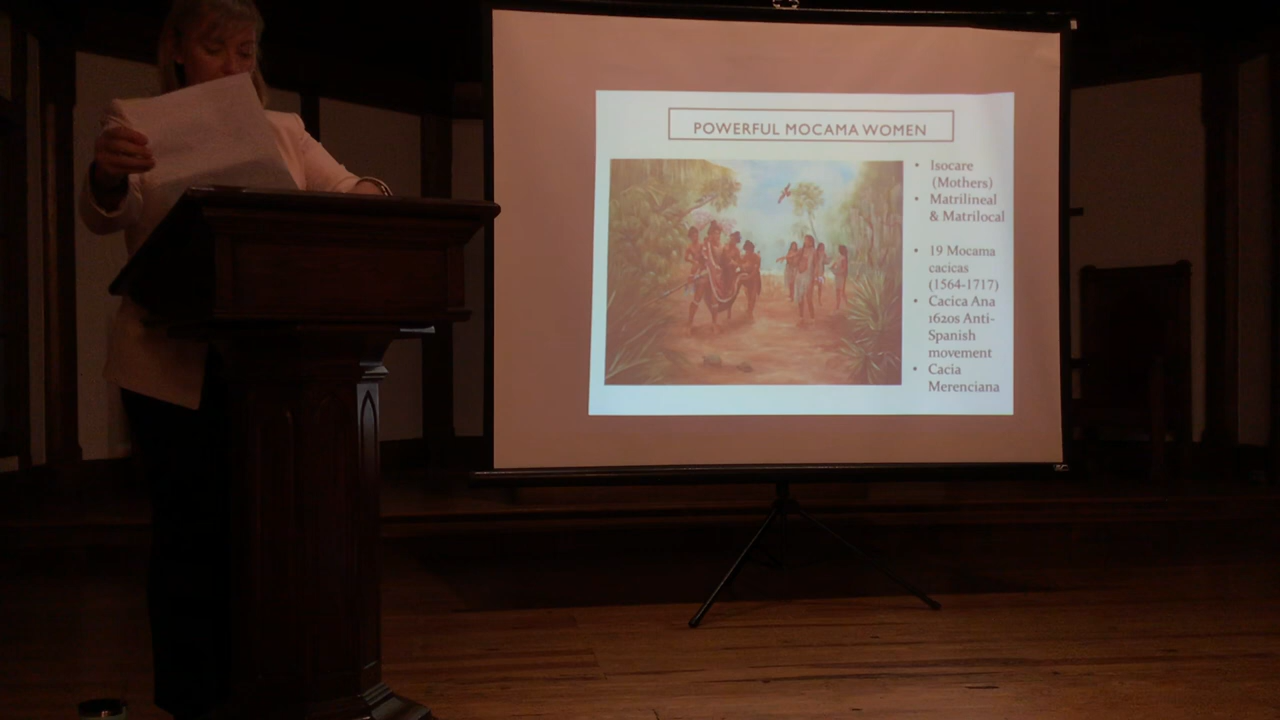 POWERFUL MOCAMA WOMEN
• Isocare
(Mothers)
• Matrilineal
& Matrilocal
• 19 Mocama
cacicas
(1564-1717)
• Cacica Ana
1620s Anti-
Spanish
movement
• Cacia
Merenciana